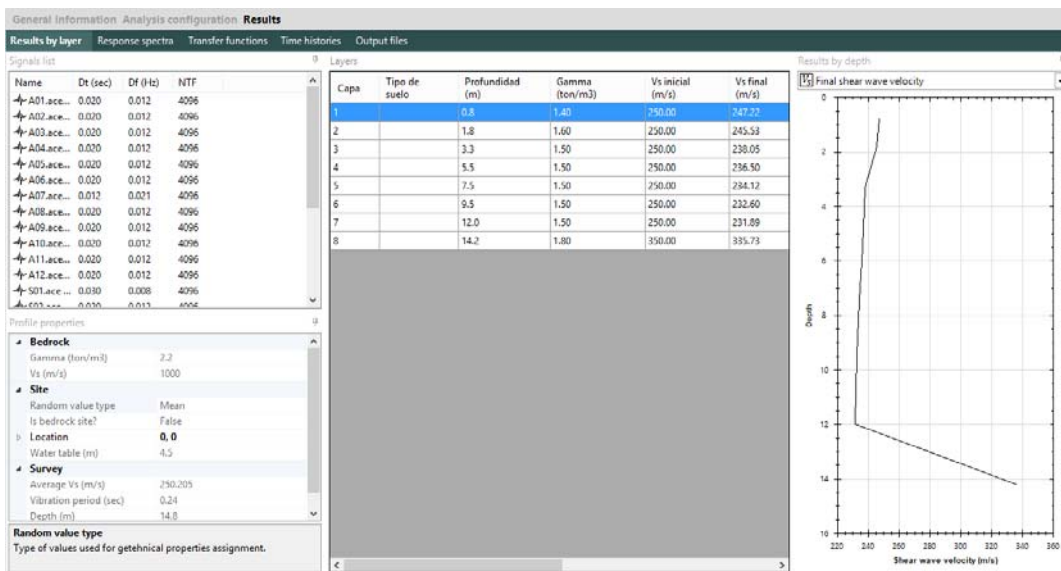 General Information Analysis configuration Results
Results by layer Response spectra Transfer functions Time histories Output files
Signals list
Name Dt (sec) Df (Hz) NTF
A01.ace... 0.020 0.012 4096
A02.ace... 0.020 0.012 4096
A03.ace... 0.020 0.012 4096
A04.ace... 0.020 0.012 4096
A05.ace... 0.020 0.012 4096
A06.ace... 0.020 0.012 4096
A07.ace... 0.012 0.021 4096
A08.ace... 0.020 0.012 4096
A09.ace... 0.020 0.012 4096
A10.ace... 0.020 0.012 4096
A11.ace... 0.020 0.012 4096
A12.ace... 0.020 0.012 4096
S01.ace ... 0.030 0.008 4096
Profile properties
Bedrock
Gamma (ton/m3) 2.2
Vs (m/s) 1000
Site
Random value type Mean
Is bedrock site? False
Location 0, 0
Water table (m) 4.5
Survey
Average Vs (m/s) 250.205
Vibration period (sec) 0.24
Depth (m) 14.8
Random value type
Type of values used for getehnical properties assignment.
Layers
Capa Tipo de suelo Profundidad (m) Gamma (ton/m3) Vs inicial (m/s) Vs final (m/s)
1 0.8 1.40 250.00 247.22
2 1.8 1.60 250.00 245.53
3 3.3 1.50 250.00 238.05
4 5.5 1.50 250.00 236.50
5 7.5 1.50 250.00 234.12
6 9.5 1.50 250.00 232.60
7 12.0 1.50 250.00 231.89
8 14.2 1.80 350.00 335.73
Results by depth
Vs Final shear wave velocity
0
2
4
6
8
10
12
14
16
Depth
220 240 260 280 300 320 340 360
Shear wave velocity (m/s)